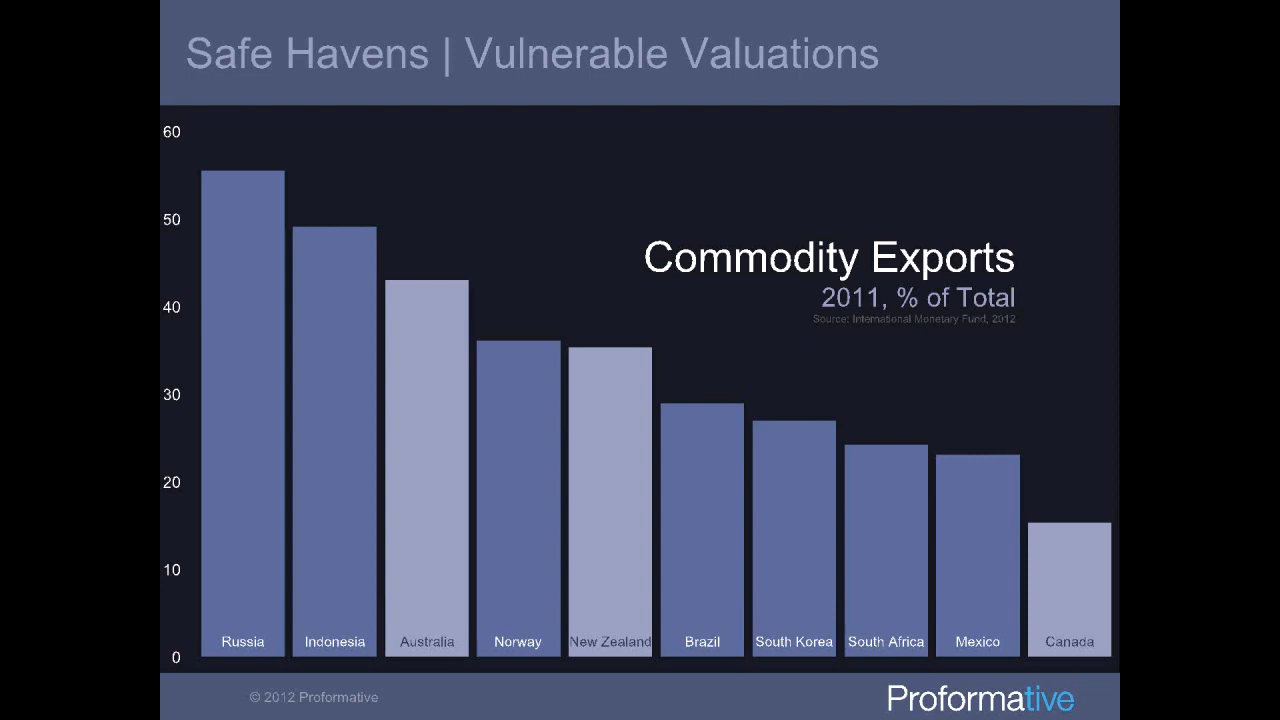 Safe Havens | Vulnerable Valuations
60
50
40
30
20
10
0
Commodity Exports
2011, % of Total
Source: International Monetary Fund, 2012
Russia Indonesia Australia Norway New Zealand Brazil South Korea South Africa Mexico Canada
© 2012 Proformative
Proformative